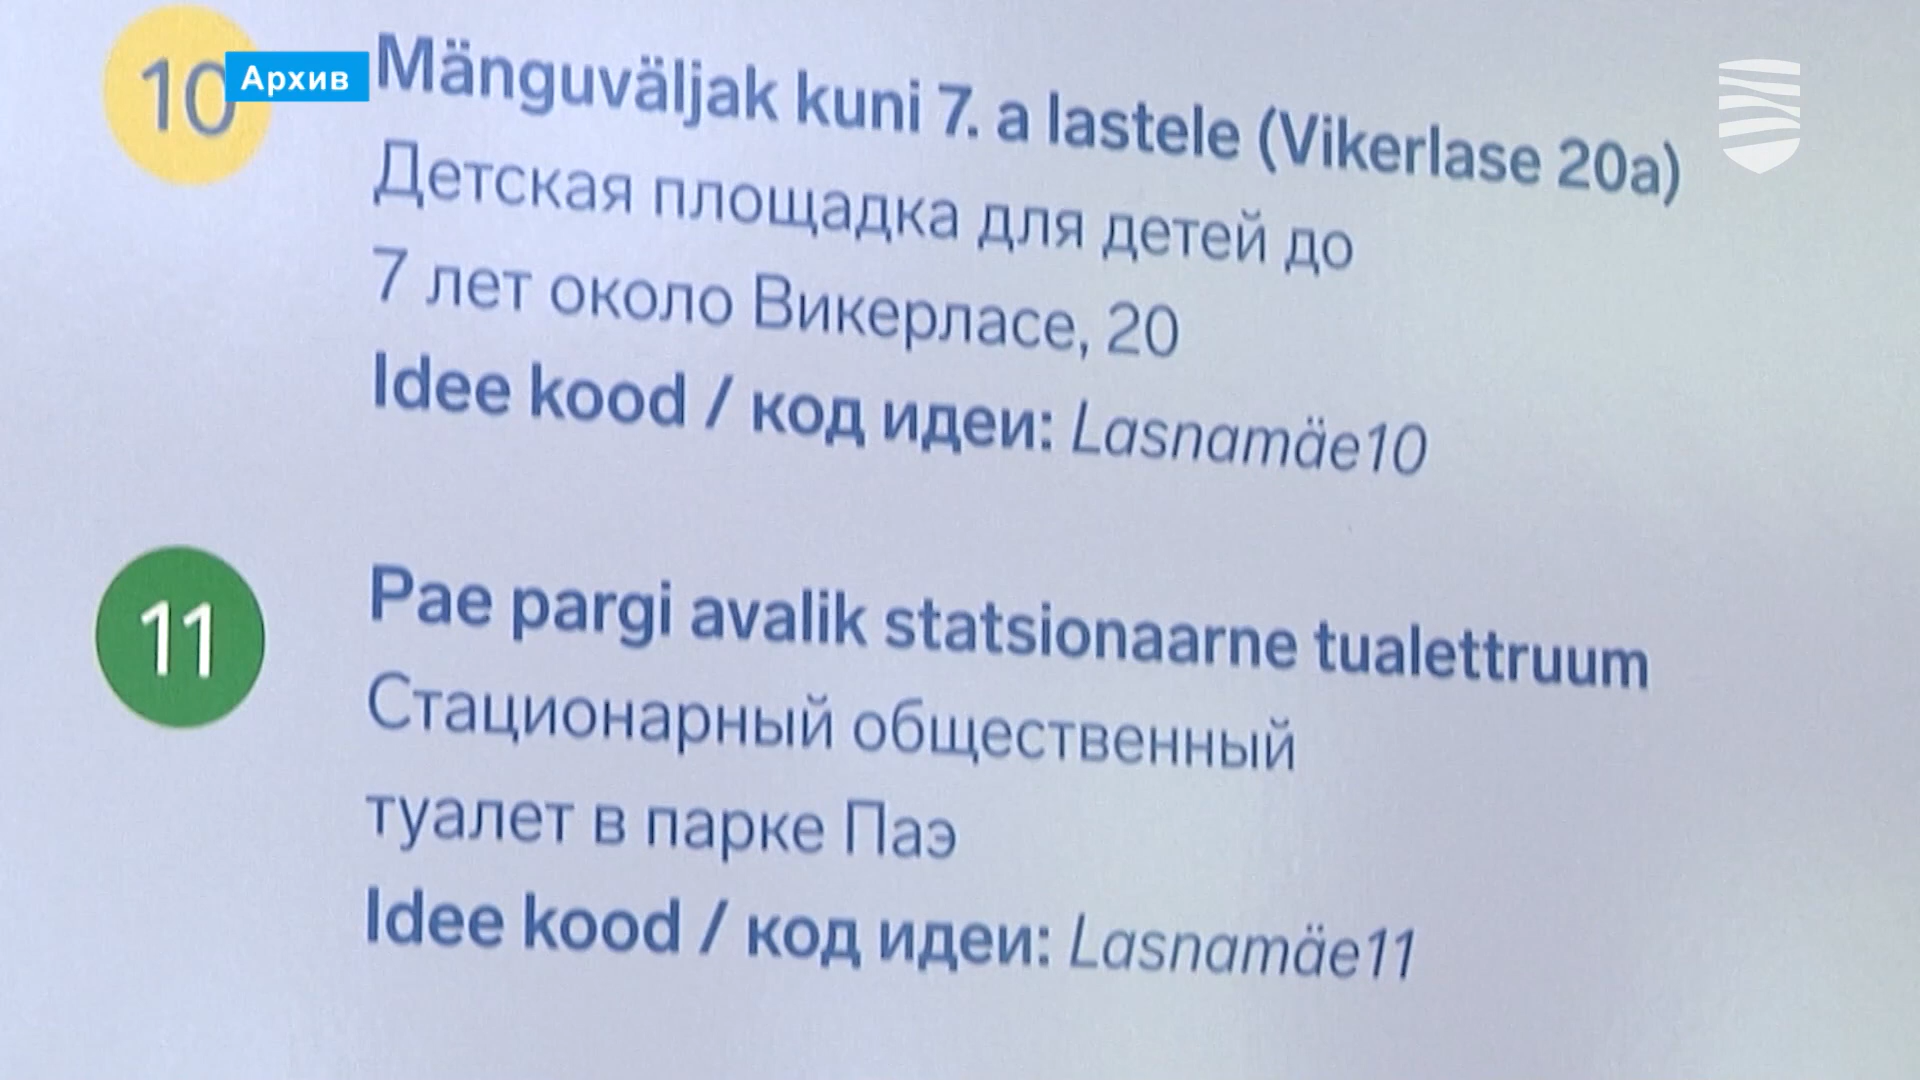 10
Архив
Mänguväljak kuni 7. a lastele (Vikerlase 20a)
Детская площадка для детей до
7 лет около Викерласе, 20
Idee kood / код идеи: Lasnamäe10
11
Pae pargi avalik statsionaarne tualettruum
Стационарный общественный
туалет в парке Паэ
Idee kood / код идеи: Lasnamäe11